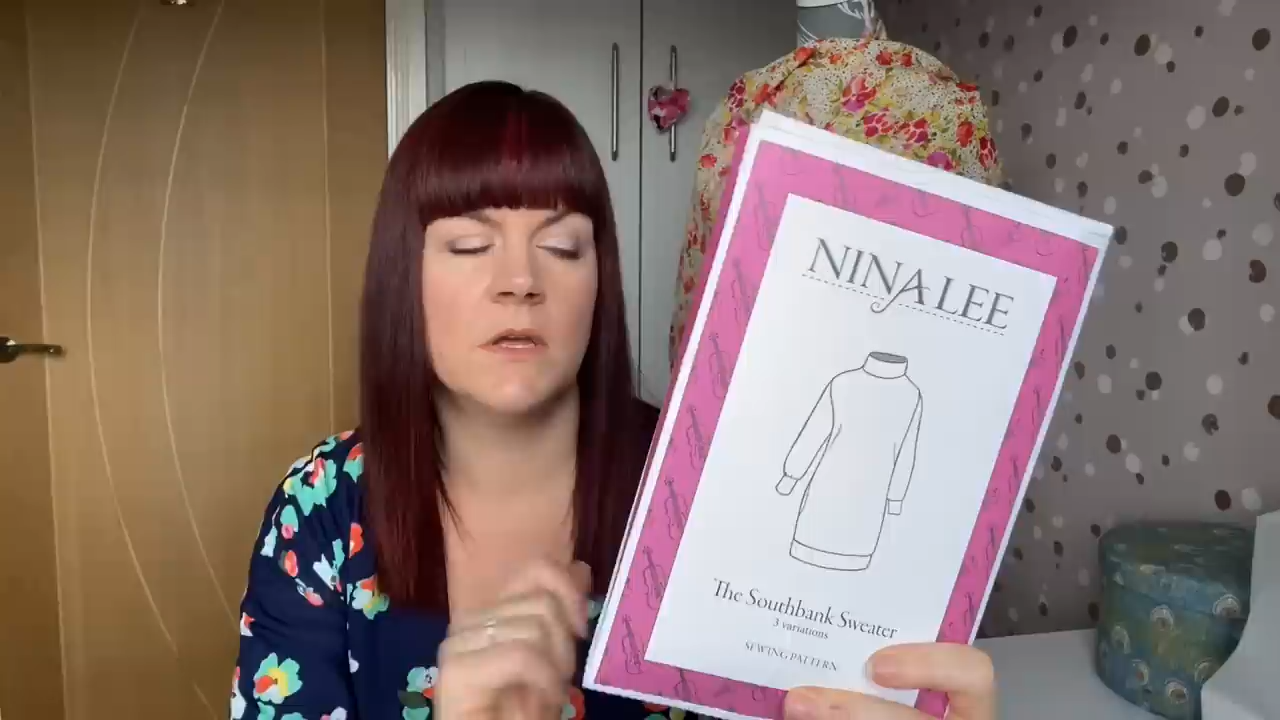 NINA LEE
The Southbank Sweater
3 variations
SEWING PATTERN